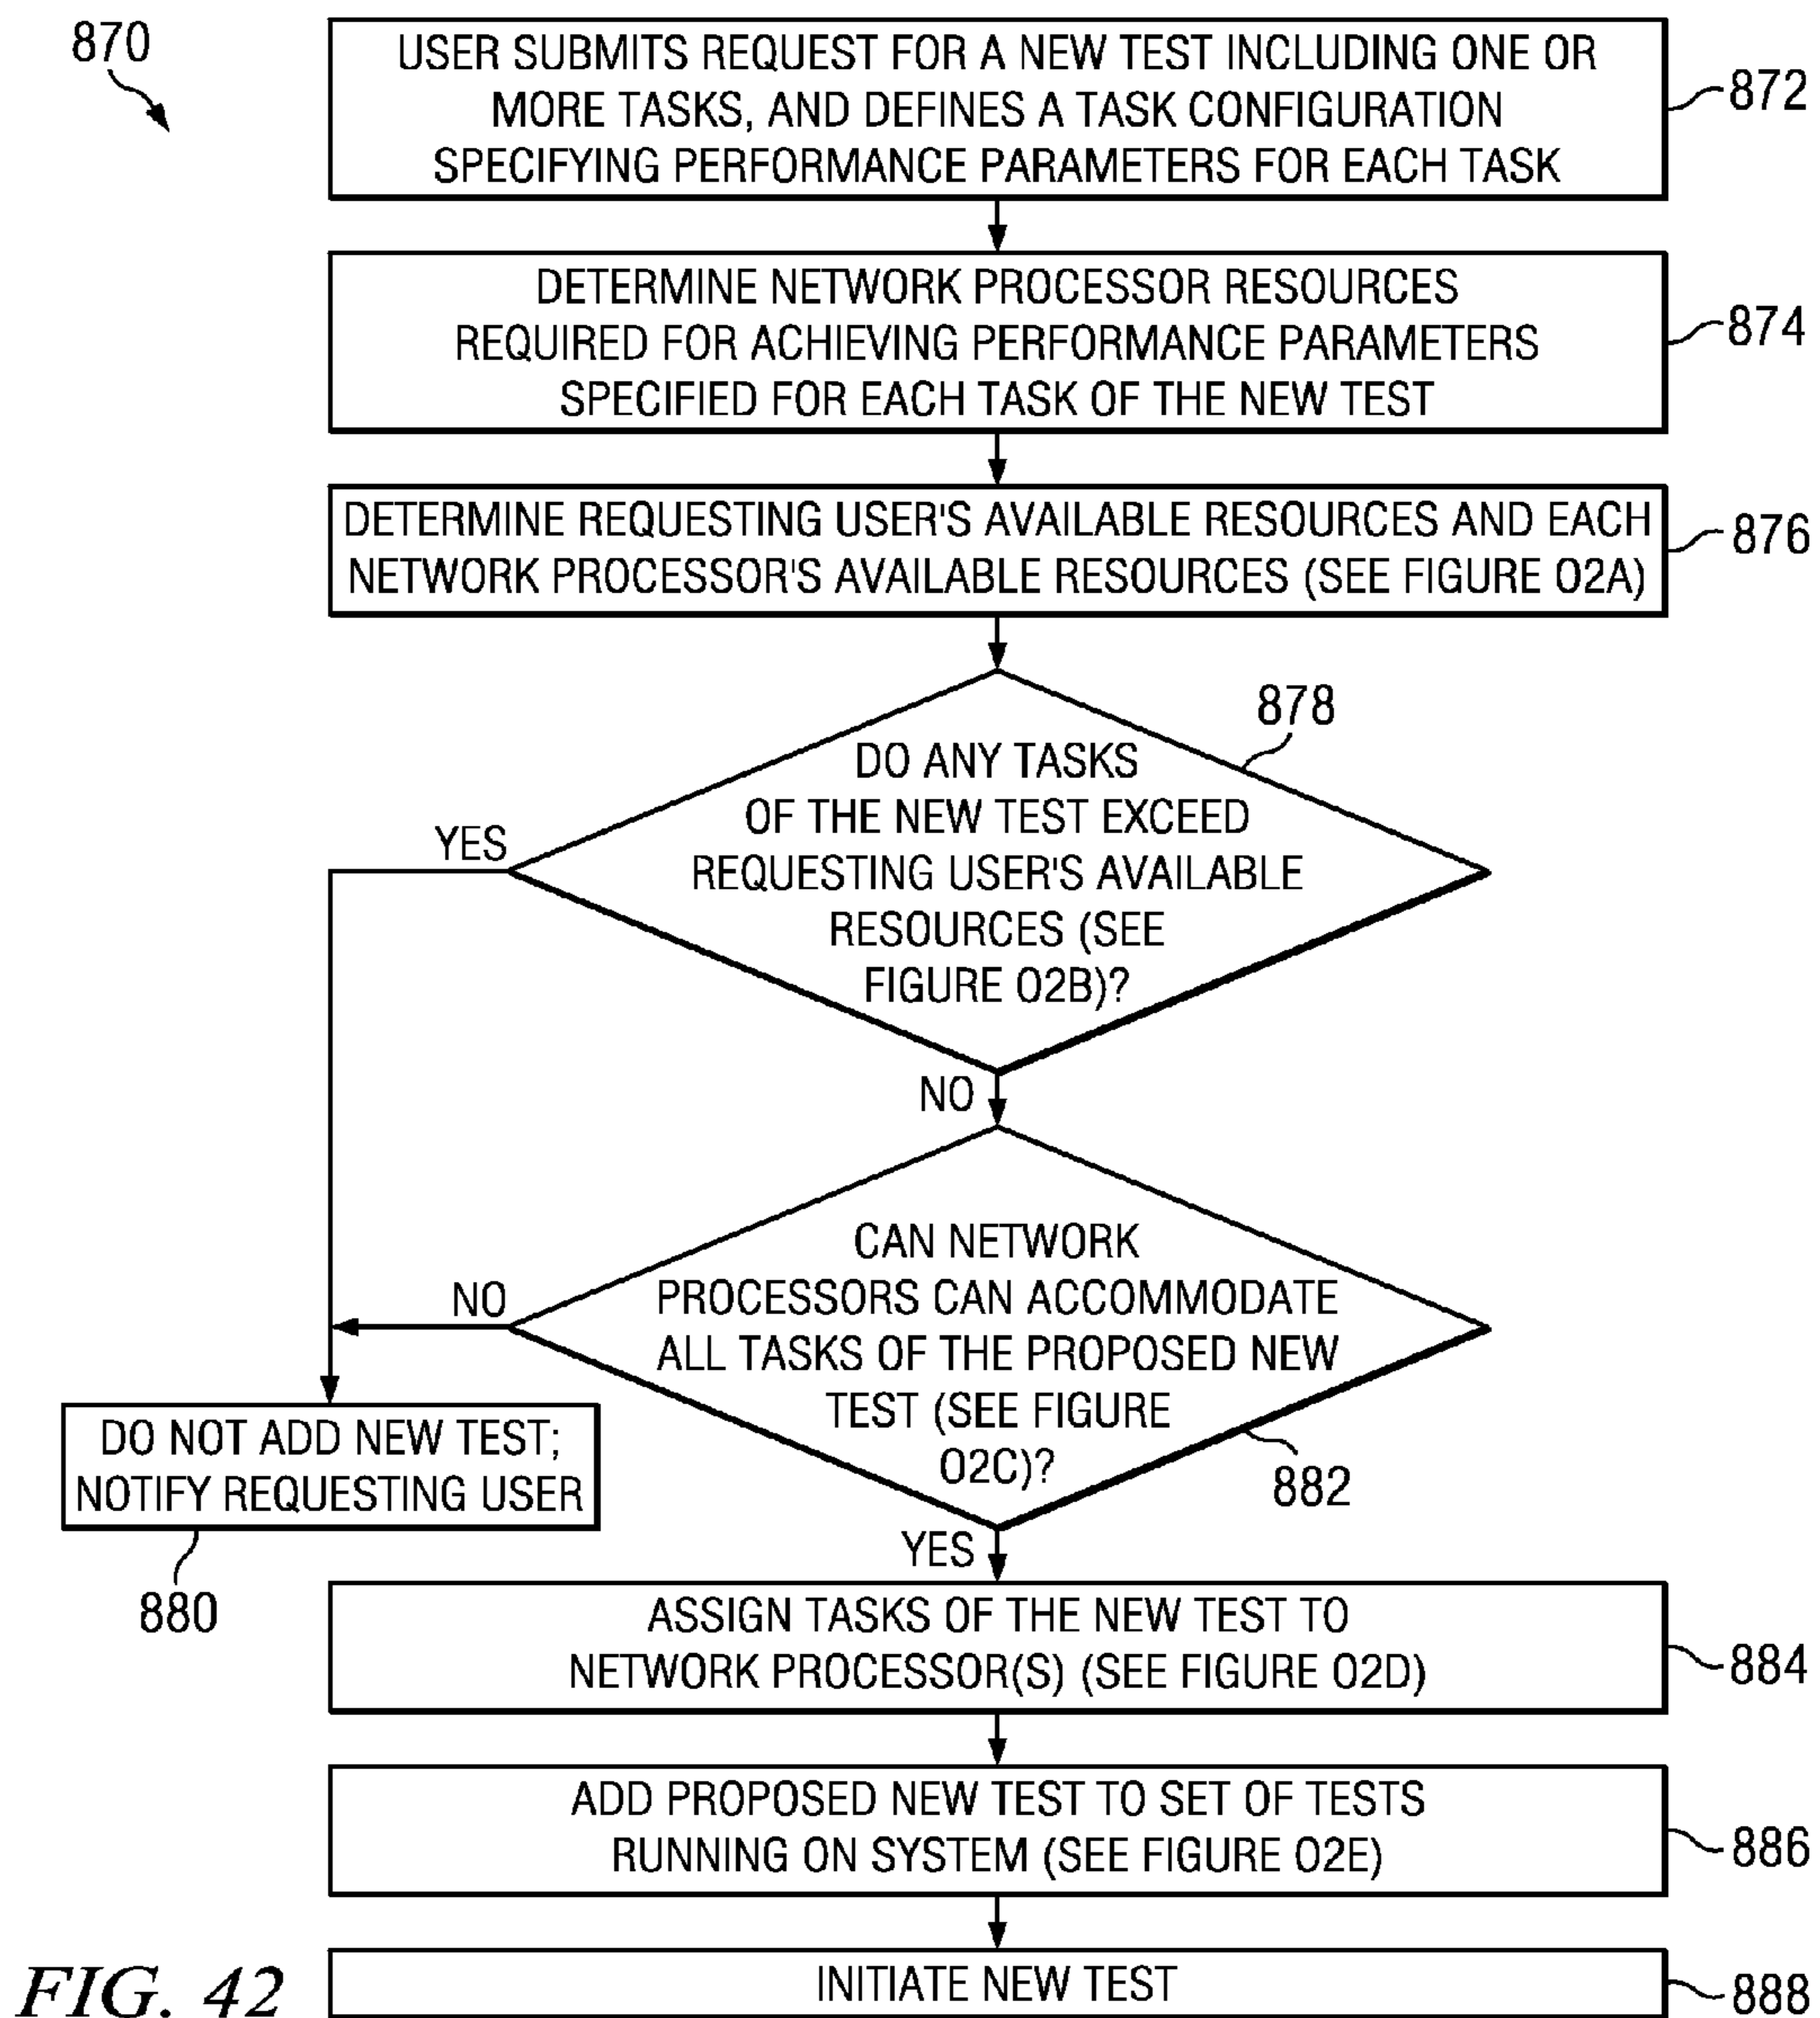 870
USER SUBMITS REQUEST FOR A NEW TEST INCLUDING ONE OR
MORE TASKS, AND DEFINES A TASK CONFIGURATION
SPECIFYING PERFORMANCE PARAMETERS FOR EACH TASK
872
DETERMINE NETWORK PROCESSOR RESOURCES
REQUIRED FOR ACHIEVING PERFORMANCE PARAMETERS
SPECIFIED FOR EACH TASK OF THE NEW TEST
874
DETERMINE REQUESTING USER'S AVAILABLE RESOURCES AND EACH
NETWORK PROCESSOR'S AVAILABLE RESOURCES (SEE FIGURE O2A)
876
878
DO ANY TASKS
OF THE NEW TEST EXCEED
REQUESTING USER'S AVAILABLE
RESOURCES (SEE
FIGURE O2B)?
YES
NO
CAN NETWORK
PROCESSORS CAN ACCOMMODATE
ALL TASKS OF THE PROPOSED NEW
TEST (SEE FIGURE
O2C)?
NO
882
YES
DO NOT ADD NEW TEST;
NOTIFY REQUESTING USER
880
ASSIGN TASKS OF THE NEW TEST TO
NETWORK PROCESSOR(S) (SEE FIGURE O2D)
884
ADD PROPOSED NEW TEST TO SET OF TESTS
RUNNING ON SYSTEM (SEE FIGURE O2E)
886
INITIATE NEW TEST
888
FIG. 42